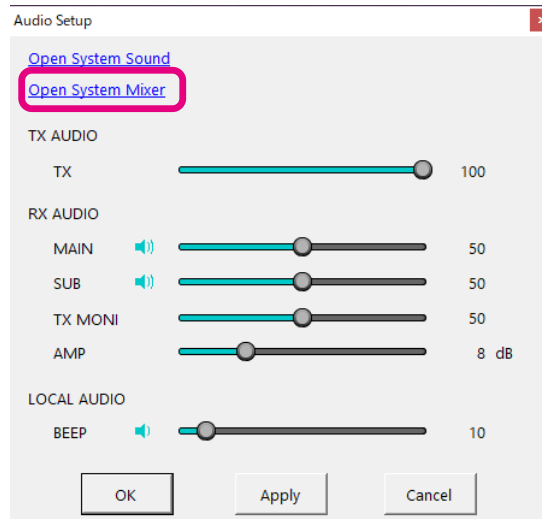 Audio Setup
Open System Sound
Open System Mixer
TX AUDIO
TX 100
RX AUDIO
MAIN 50
SUB 50
TX MONI 50
AMP 8 dB
LOCAL AUDIO
BEEP 10
OK Apply Cancel